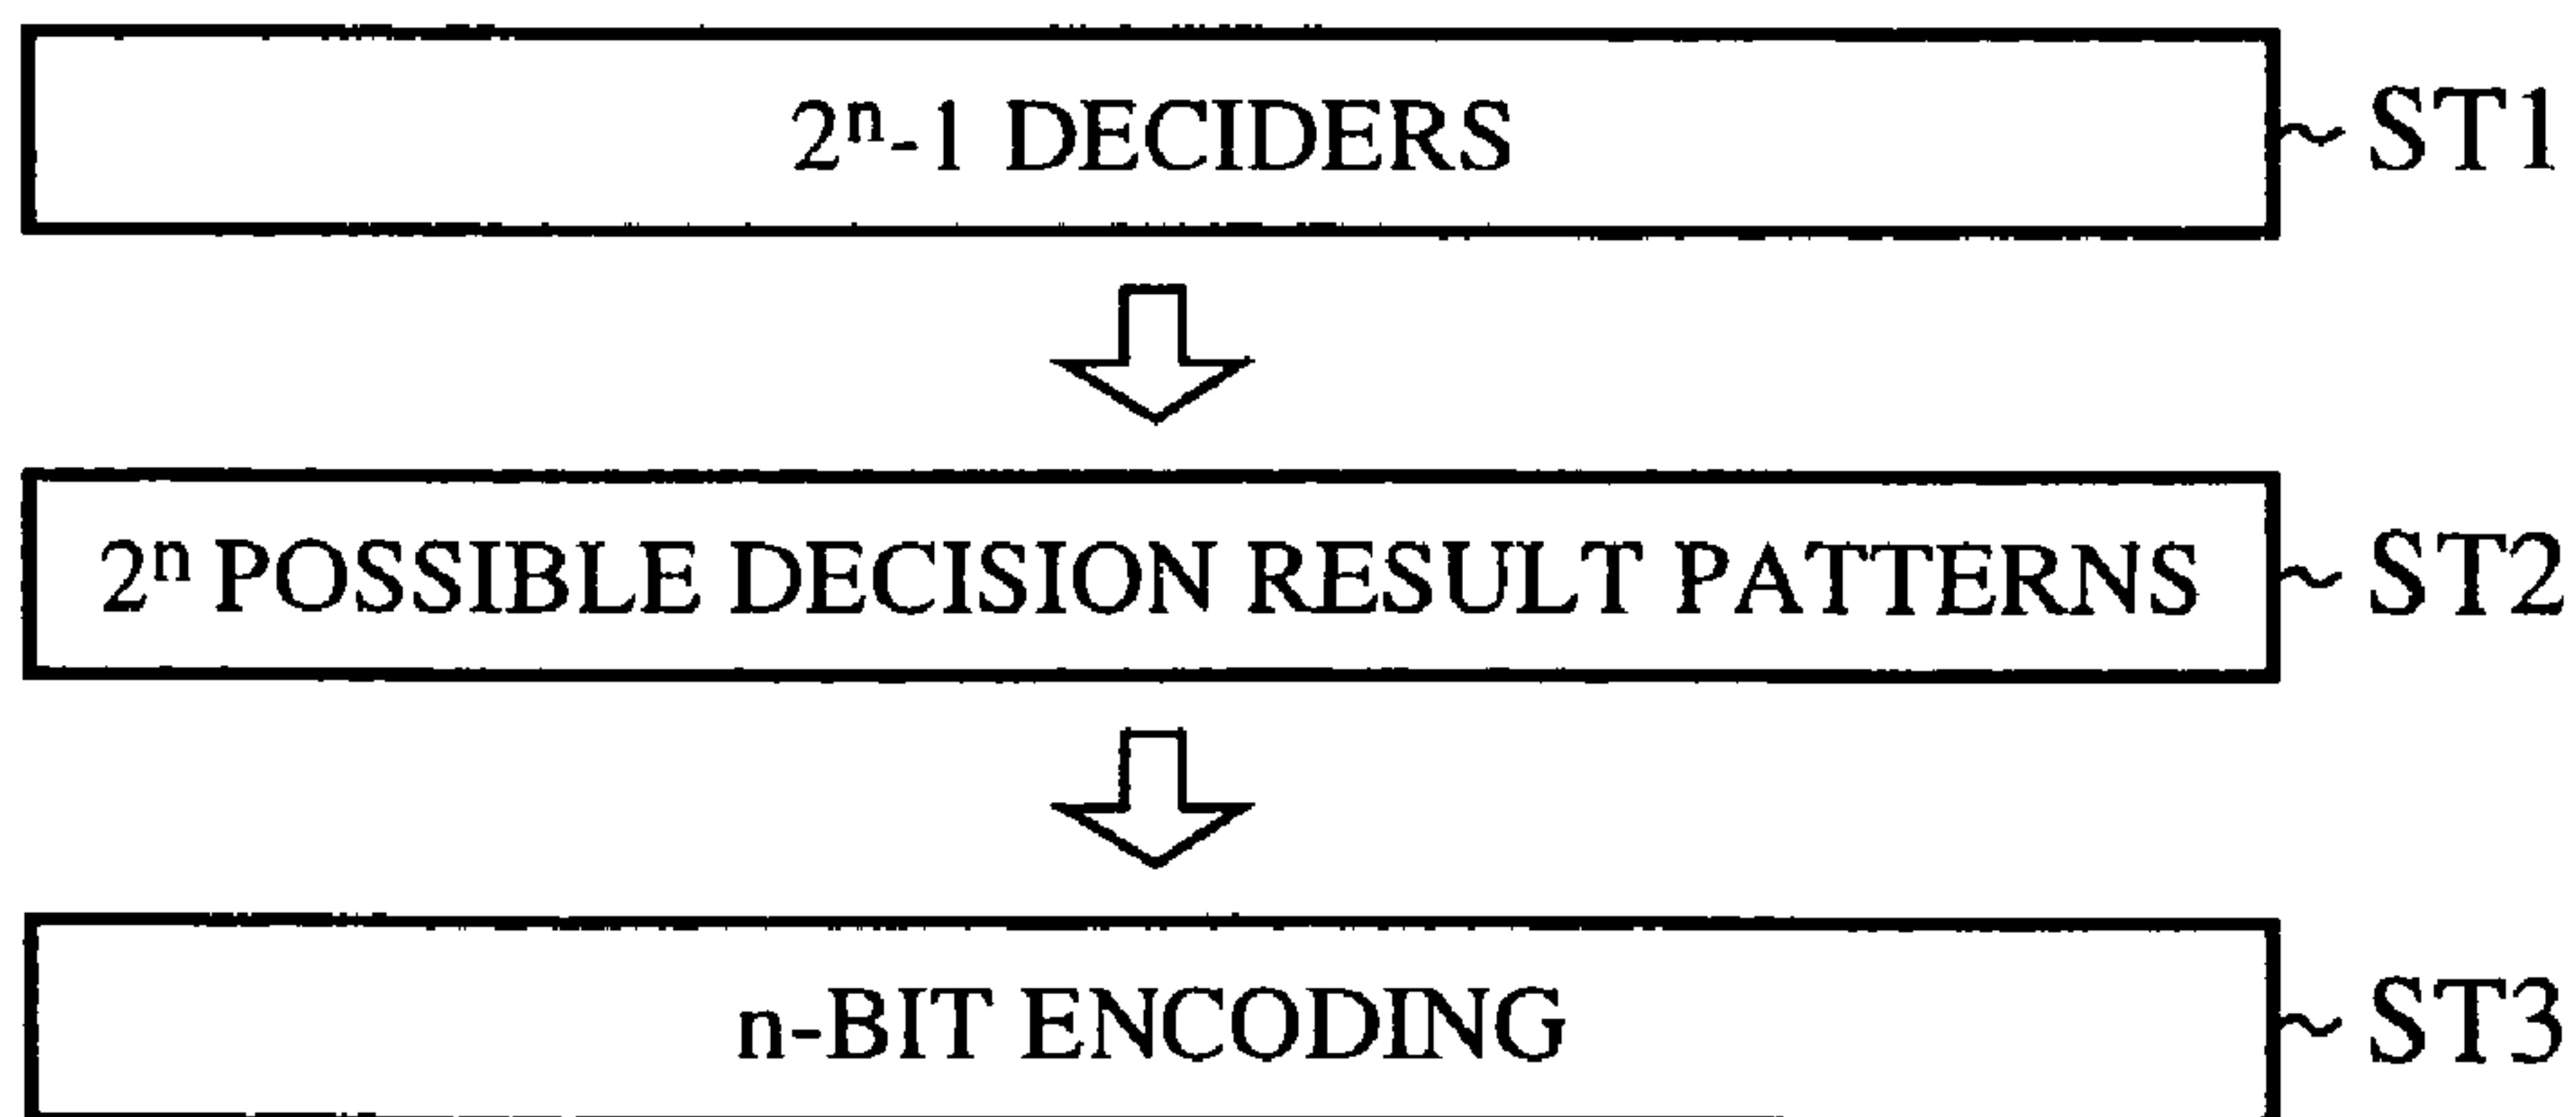 2ⁿ-1 DECIDERS ~ ST1
2ⁿ POSSIBLE DECISION RESULT PATTERNS ~ ST2
n-BIT ENCODING ~ ST3